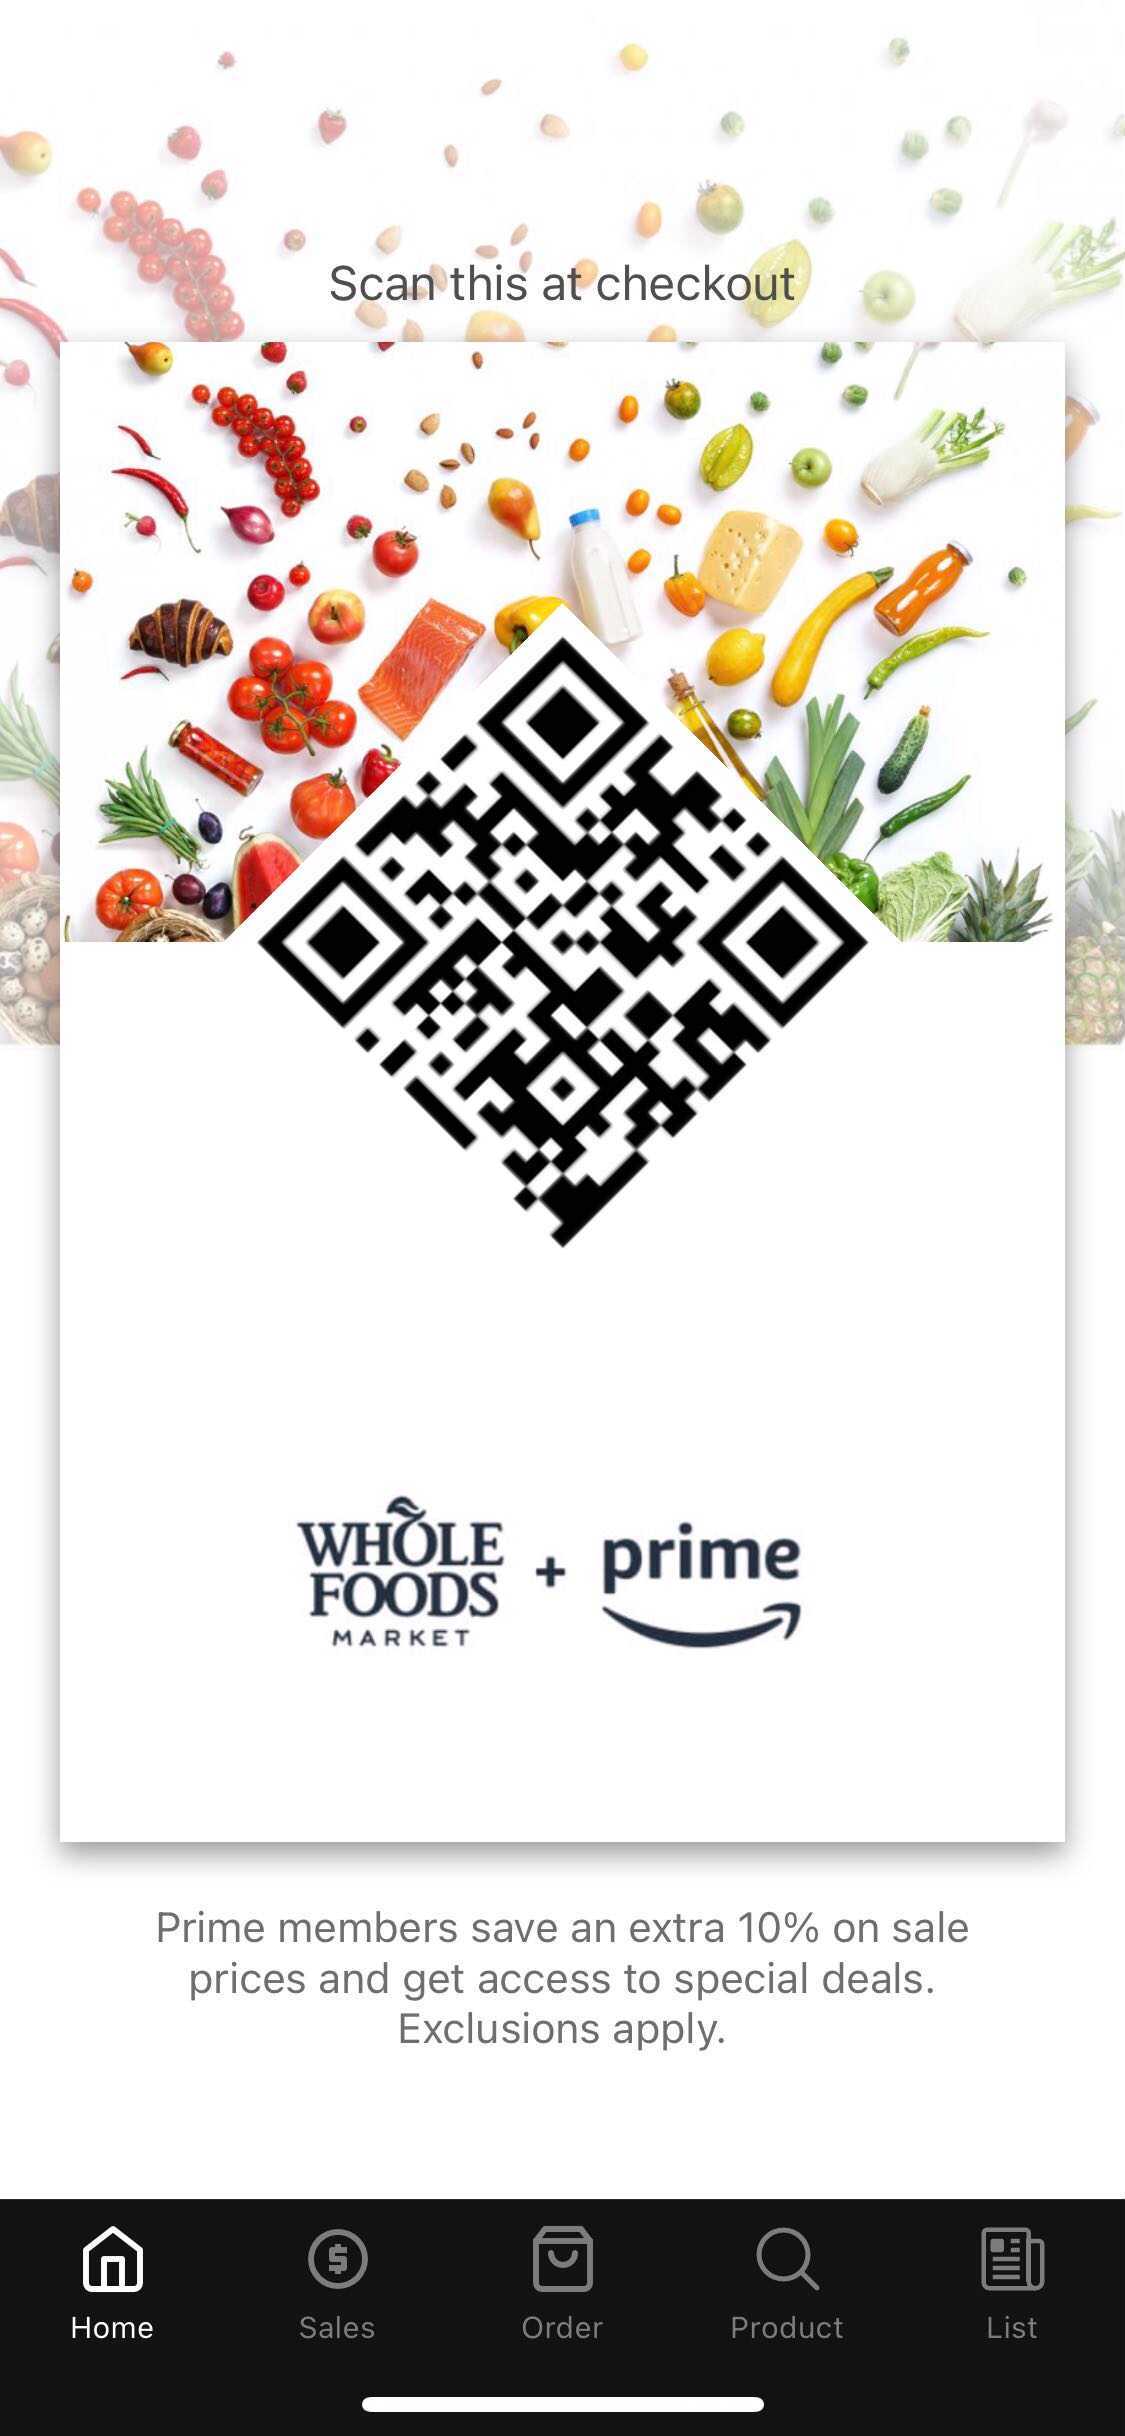 Scan this at checkout
WHOLE
FOODS
MARKET
+
prime
Prime members save an extra 10% on sale
prices and get access to special deals.
Exclusions apply.
Home Sales Order Product List